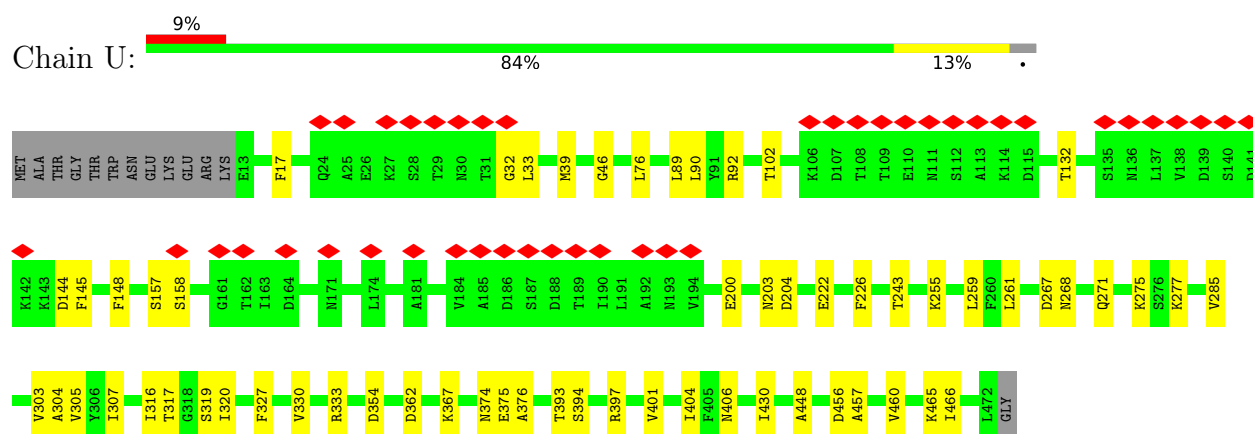 9%
Chain U:
84% 13% •
MET ALA THR GLY THR TRP ASN GLU LYS GLU ARG LYS E13 F17 Q24 A25 E26 K27 S28 T29 N30 T31 G32 L33 M39 G46 L76 L89 L90 Y91 R92 T102 K106 D107 T108 T109 E110 N111 S112 A113 K114 D115 T132 S135 N136 L137 V138 D139 S140 D141
K142 K143 D144 F145 F148 S157 S158 G161 T162 I163 D164 N171 L174 A181 V184 A185 D186 S187 D188 T189 I190 L191 A192 N193 V194 E200 N203 D204 E222 F226 T243 K255 L259 F260 L261 D267 N268 Q271 K275 S276 K277 V285
V303 A304 V305 Y306 I307 I316 T317 G318 S319 I320 F327 V330 R333 D354 D362 K367 N374 E375 A376 T393 S394 R397 V401 I404 F405 N406 I430 A448 D456 A457 V460 K465 I466 L472 GLY